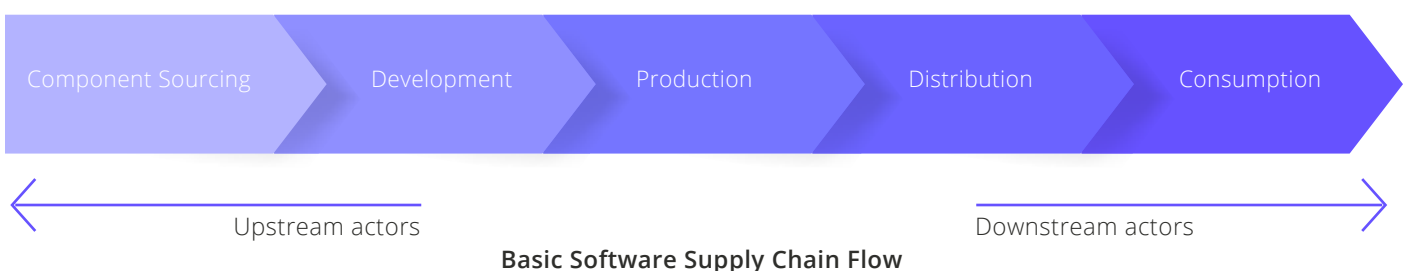 Component Sourcing
Development
Production
Distribution
Consumption
Upstream actors
Downstream actors
Basic Software Supply Chain Flow